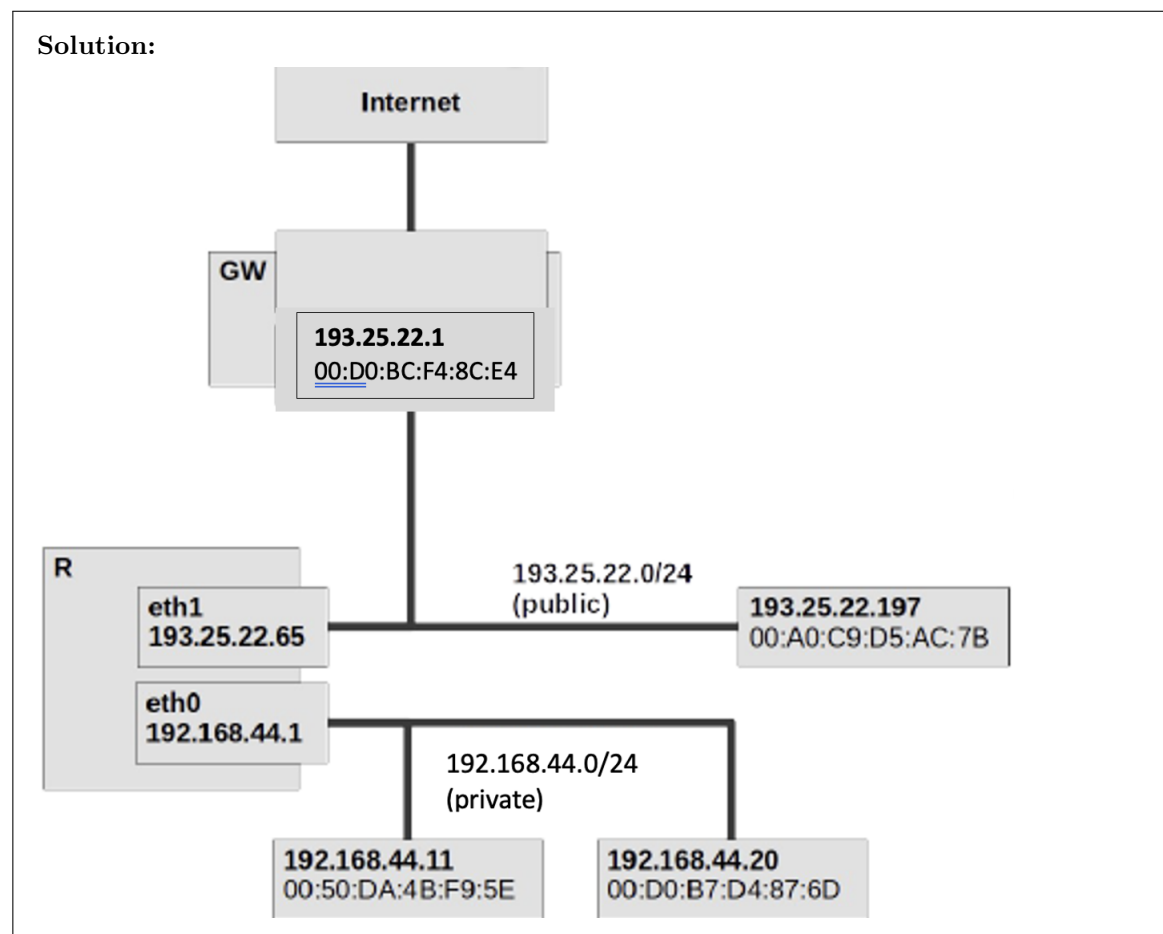 Solution:
Internet
GW
193.25.22.1
00:D0:BC:F4:8C:E4
R
eth1
193.25.22.65
193.25.22.0/24
(public)
193.25.22.197
00:A0:C9:D5:AC:7B
eth0
192.168.44.1
192.168.44.0/24
(private)
192.168.44.11
00:50:DA:4B:F9:5E
192.168.44.20
00:D0:B7:D4:87:6D